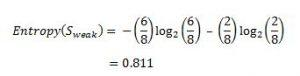 Entropy(S_weak) = −(6/8) log₂(6/8) − (2/8) log₂(2/8)
= 0.811